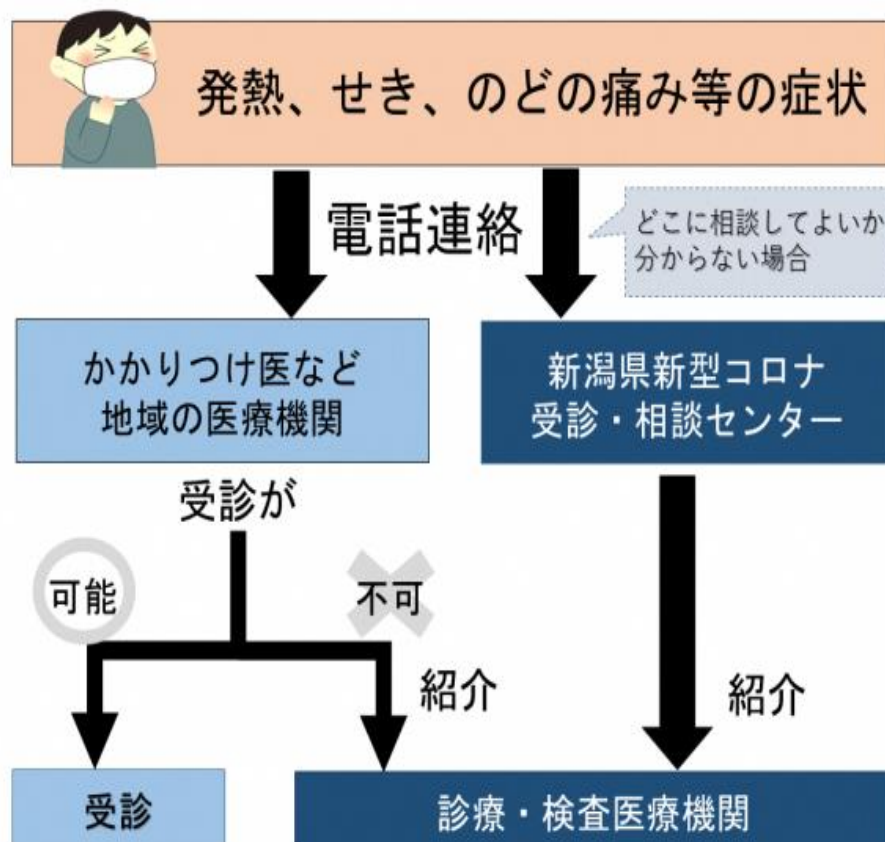 発熱、せき、のどの痛み等の症状
電話連絡
どこに相談してよいか
分からない場合
かかりつけ医など
地域の医療機関
新潟県新型コロナ
受診・相談センター
受診が
可能
不可
紹介
紹介
受診
診療・検査医療機関